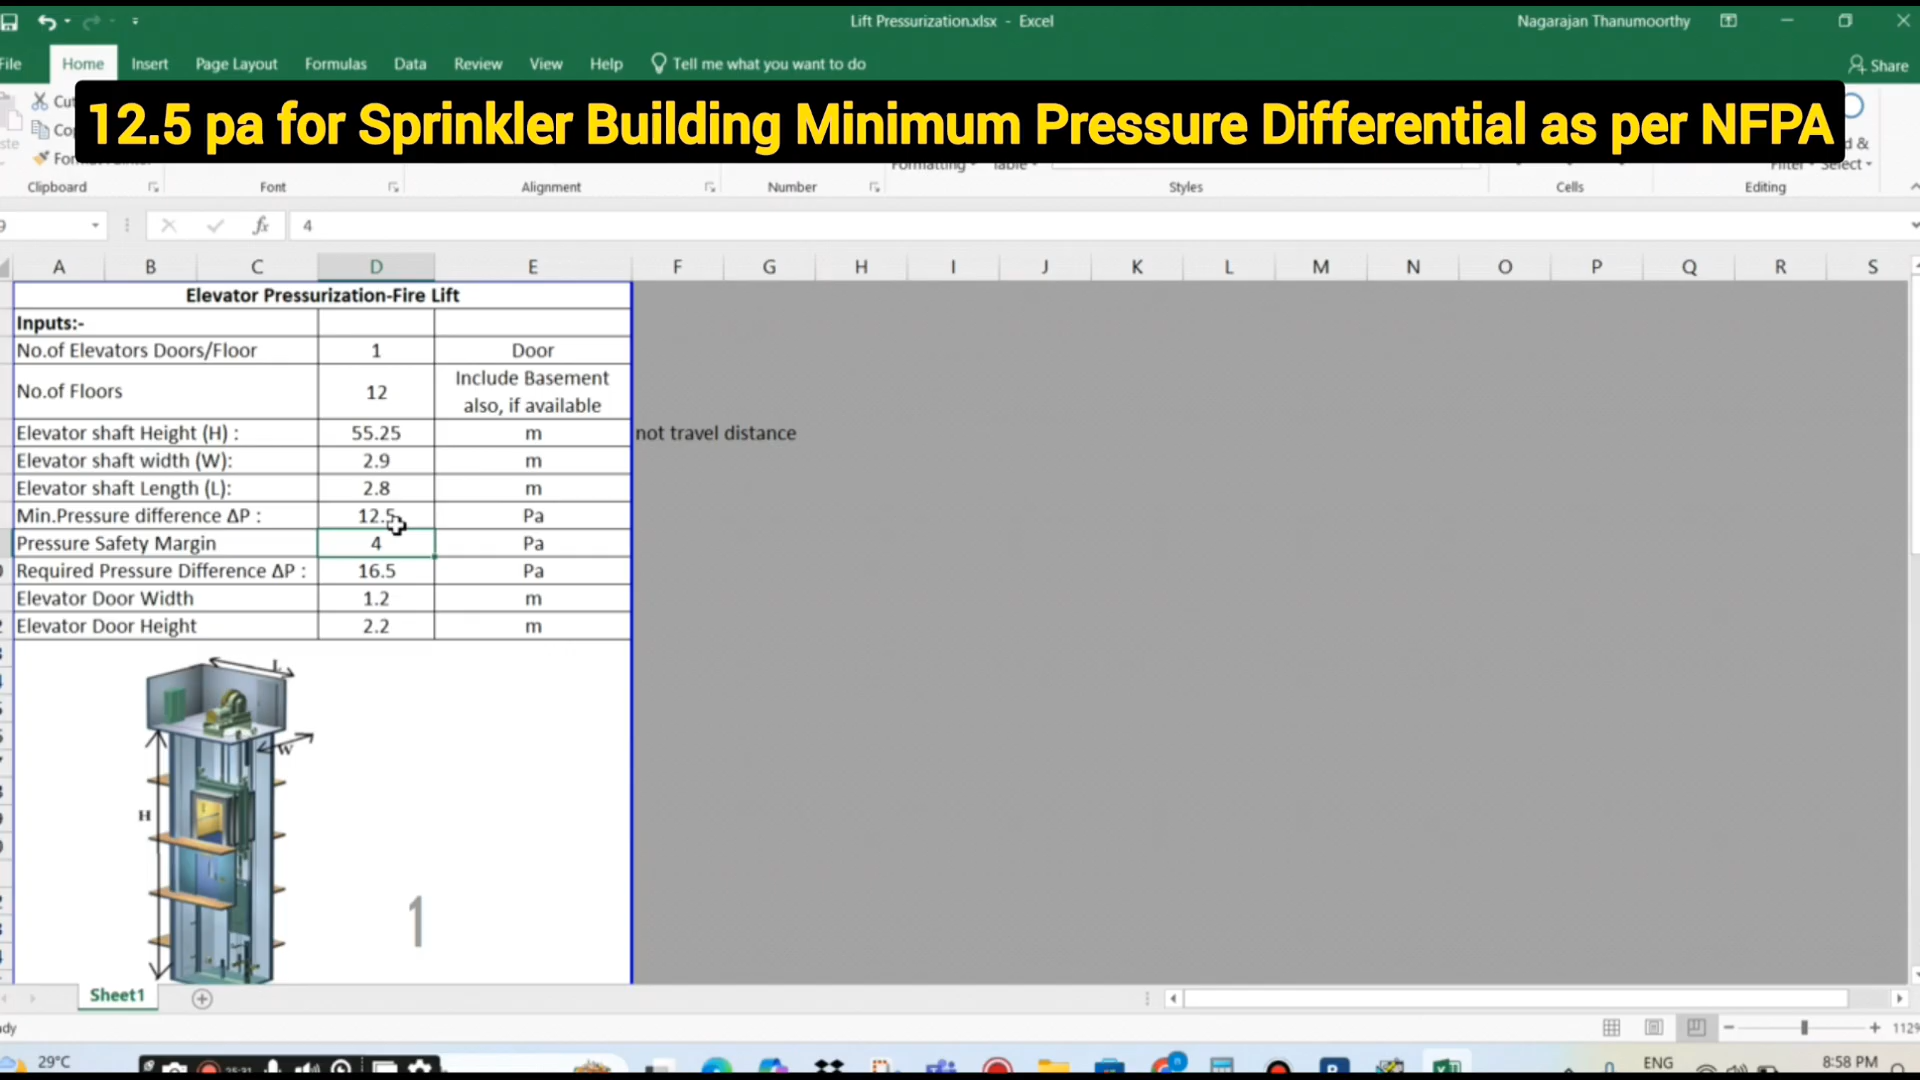 Lift Pressurization.xlsx - Excel
Nagarajan Thanumoorthy
File Home Insert Page Layout Formulas Data Review View Help Tell me what you want to do
Share
12.5 pa for Sprinkler Building Minimum Pressure Differential as per NFPA
Clipboard Font Alignment Number Styles Cells Editing
fx 4
A B C D E F G H I J K L M N O P Q R S
Elevator Pressurization-Fire Lift
Inputs:-
No.of Elevators Doors/Floor 1 Door
No.of Floors 12 Include Basement
also, if available
Elevator shaft Height (H) : 55.25 m not travel distance
Elevator shaft width (W): 2.9 m
Elevator shaft Length (L): 2.8 m
Min.Pressure difference ΔP : 12.5 Pa
Pressure Safety Margin 4 Pa
Required Pressure Difference ΔP : 16.5 Pa
Elevator Door Width 1.2 m
Elevator Door Height 2.2 m
L
W
H
1
Sheet1
29°C
ENG
8:58 PM